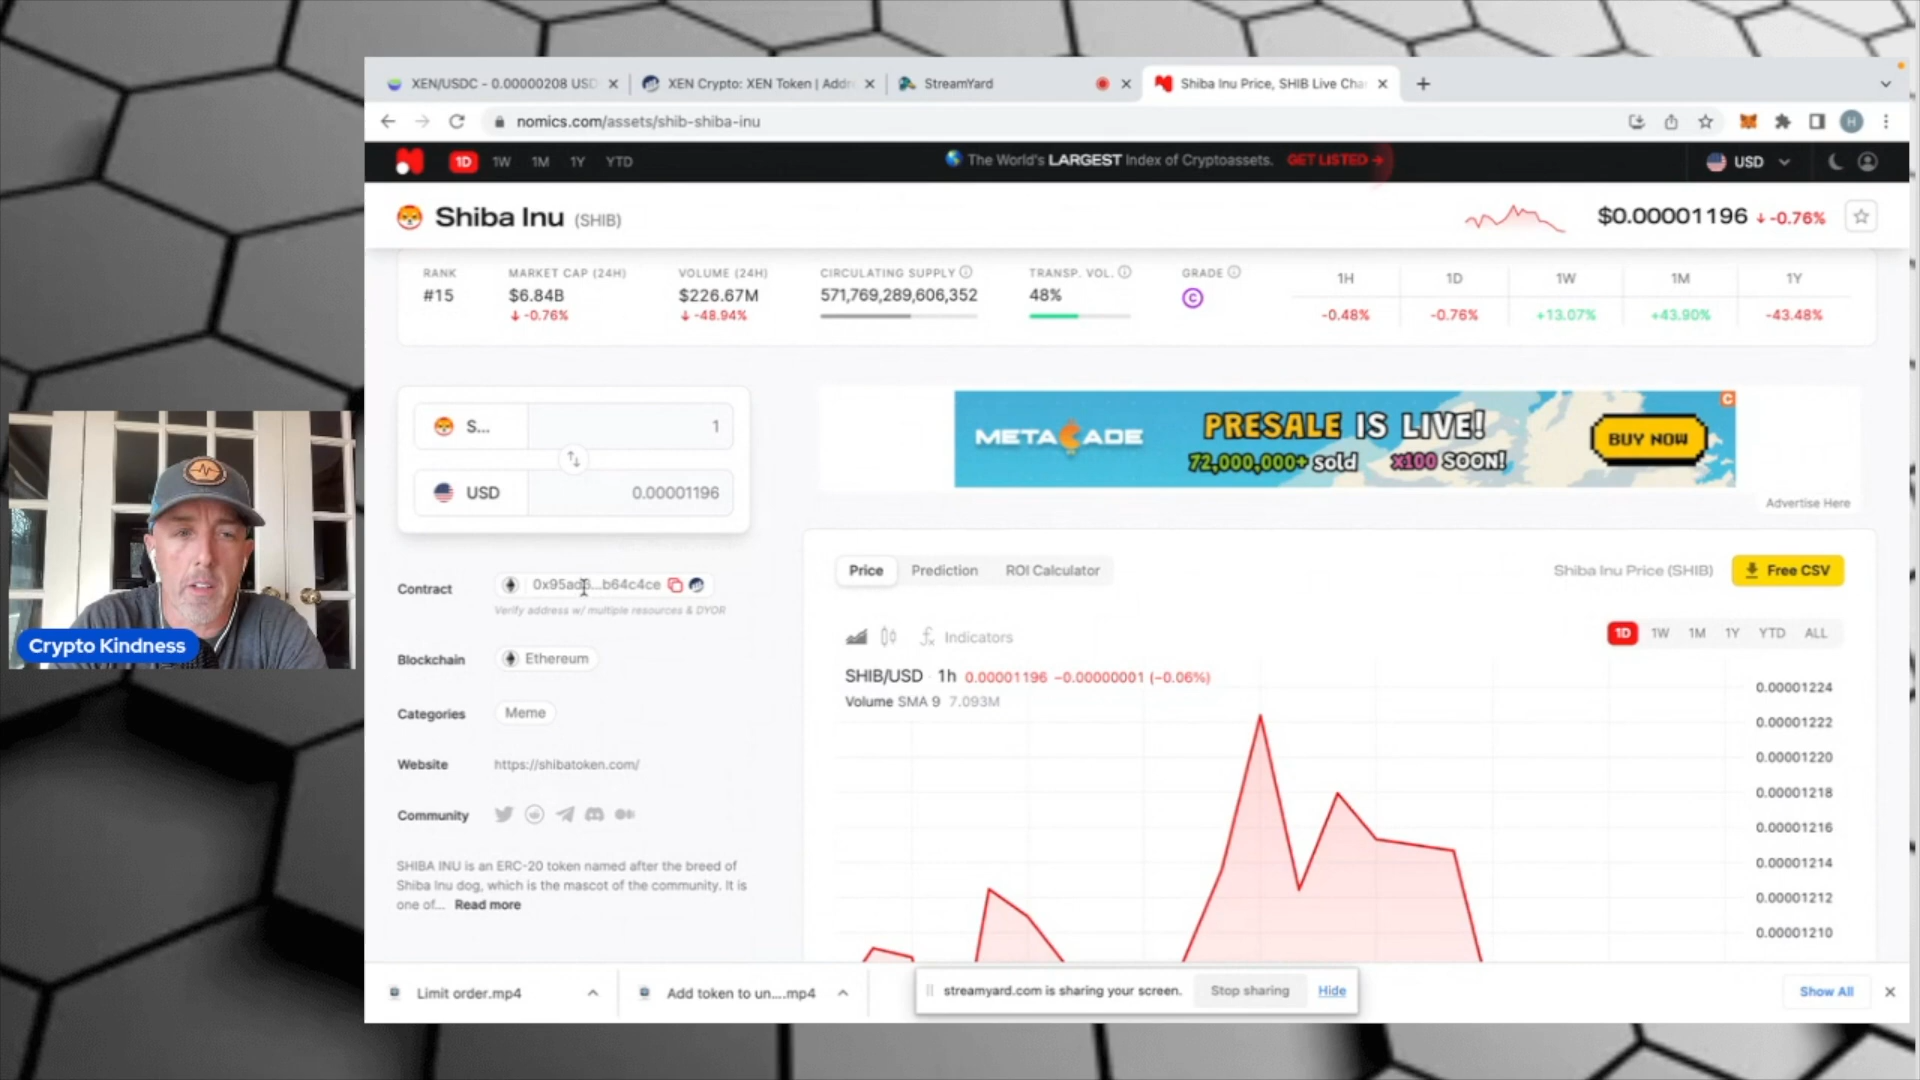 XEN/USDC - 0.00000208 USD
XEN Crypto: XEN Token | Addr
StreamYard
Shiba Inu Price, SHIB Live Cha
nomics.com/assets/shib-shiba-inu
H
1D 1W 1M 1Y YTD
The World's LARGEST Index of Cryptoassets. GET LISTED →
USD
Shiba Inu (SHIB)
$0.00001196 ↓ -0.76%
RANK
#15
MARKET CAP (24H)
$6.84B
↓ -0.76%
VOLUME (24H)
$226.67M
↓ -48.94%
CIRCULATING SUPPLY
571,769,289,606,352
TRANSP. VOL.
48%
GRADE
C
1H 1D 1W 1M 1Y
-0.48% -0.76% +13.07% +43.90% -43.48%
S... 1
USD 0.00001196
METACADE
PRESALE IS LIVE!
72,000,000+ sold x100 SOON!
BUY NOW
C
Advertise Here
Contract
0x95ad6...b64c4ce
Verify address w/ multiple resources & DYOR
Blockchain Ethereum
Categories Meme
Website https://shibatoken.com/
Community
SHIBA INU is an ERC-20 token named after the breed of
Shiba Inu dog, which is the mascot of the community. It is
one of... Read more
Price Prediction ROI Calculator
Shiba Inu Price (SHIB)
Free CSV
Indicators
1D 1W 1M 1Y YTD ALL
SHIB/USD 1h 0.00001196 -0.00000001 (-0.06%)
Volume SMA 9 7.093M
0.00001224
0.00001222
0.00001220
0.00001218
0.00001216
0.00001214
0.00001212
0.00001210
Crypto Kindness
Limit order.mp4
Add token to un....mp4
streamyard.com is sharing your screen.
Stop sharing
Hide
Show All